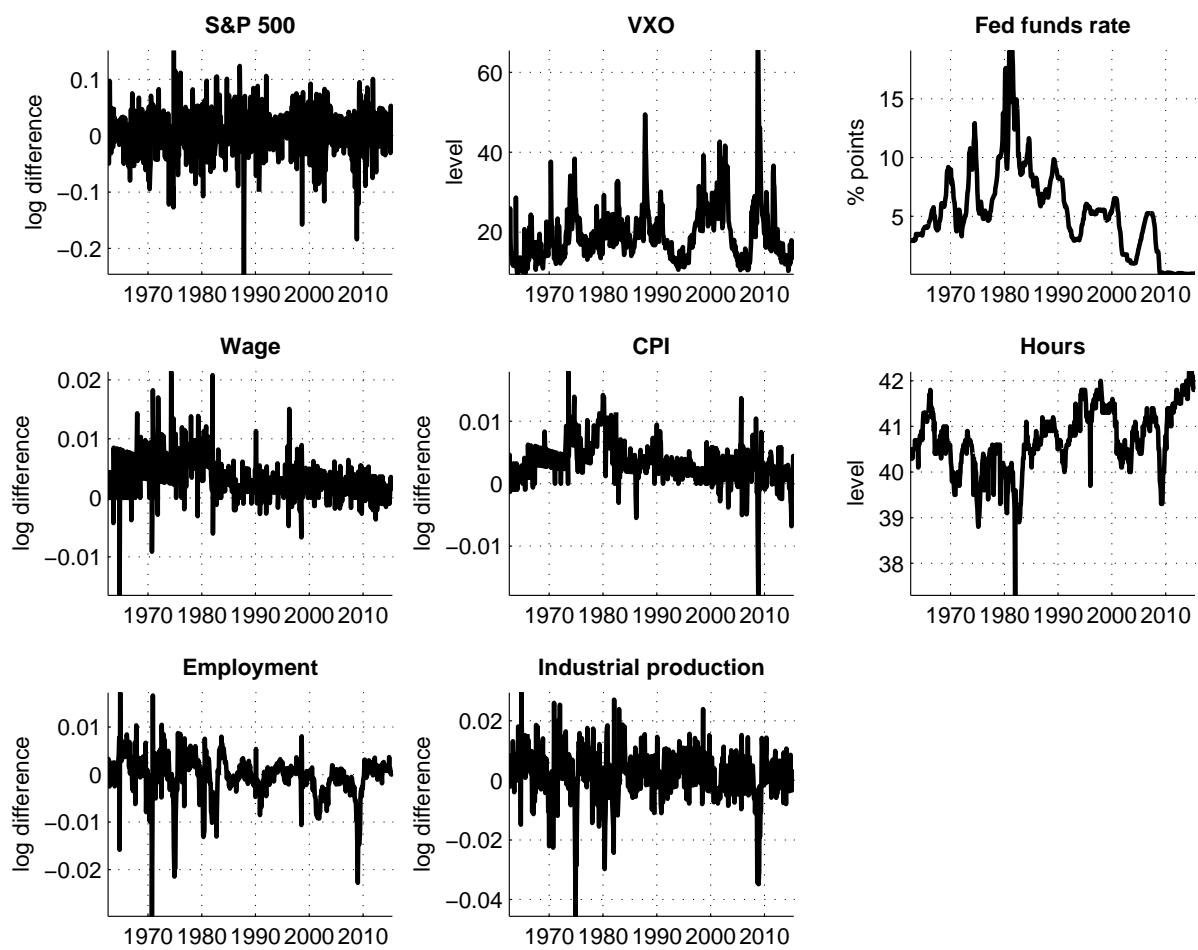 S&P 500
log difference
0.1
0
−0.1
−0.2
1970 1980 1990 2000 2010
VXO
level
60
40
20
1970 1980 1990 2000 2010
Fed funds rate
% points
15
10
5
1970 1980 1990 2000 2010
Wage
log difference
0.02
0.01
0
−0.01
1970 1980 1990 2000 2010
CPI
log difference
0.01
0
−0.01
1970 1980 1990 2000 2010
Hours
level
42
41
40
39
38
1970 1980 1990 2000 2010
Employment
log difference
0.01
0
−0.01
−0.02
1970 1980 1990 2000 2010
Industrial production
log difference
0.02
0
−0.02
−0.04
1970 1980 1990 2000 2010